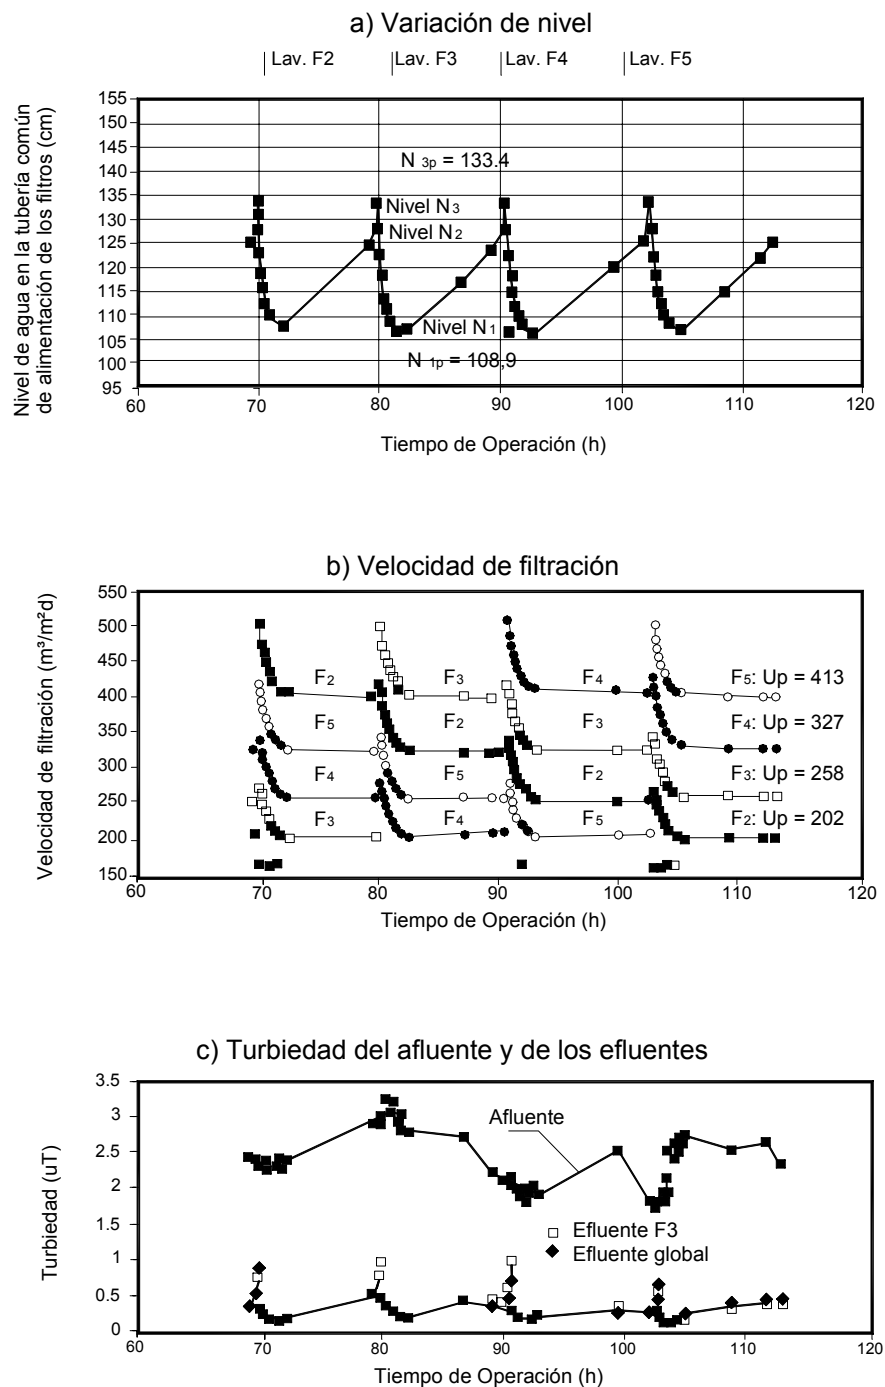 a) Variación de nivel
Lav. F2 Lav. F3 Lav. F4 Lav. F5
Nivel de agua en la tubería común
de alimentación de los filtros (cm)
155
150
145
140
135
130
125
120
115
110
105
100
95
N 3p = 133.4
Nivel N3
Nivel N2
Nivel N1
N 1p = 108,9
60 70 80 90 100 110 120
Tiempo de Operación (h)
b) Velocidad de filtración
Velocidad de filtración (m³/m²d)
550
500
450
400
350
300
250
200
150
F2 F3 F4 F5: Up = 413
F5 F2 F3 F4: Up = 327
F4 F5 F2 F3: Up = 258
F3 F4 F5 F2: Up = 202
60 70 80 90 100 110 120
Tiempo de Operación (h)
c) Turbiedad del afluente y de los efluentes
Turbiedad (uT)
3.5
3
2.5
2
1.5
1
0.5
0
Afluente
Efluente F3
Efluente global
60 70 80 90 100 110 120
Tiempo de Operación (h)